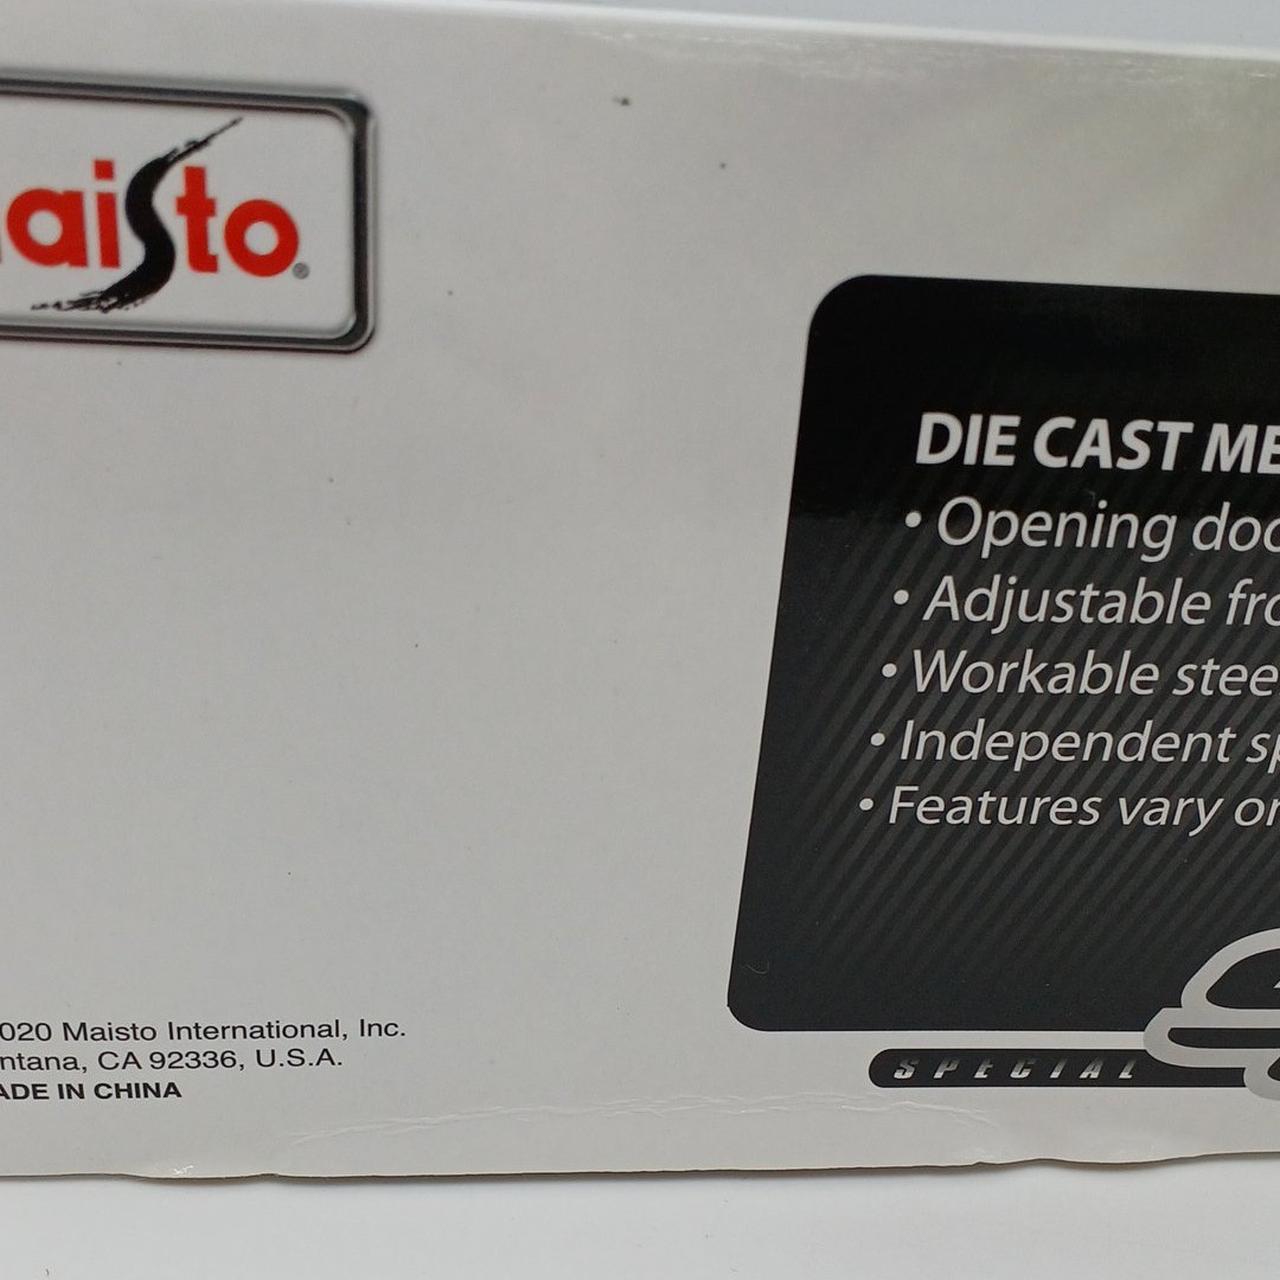 aisto®
DIE CAST ME
• Opening doo
• Adjustable fro
• Workable stee
• Independent sp
• Features vary on
020 Maisto International, Inc.
ntana, CA 92336, U.S.A.
ADE IN CHINA
SPECIAL